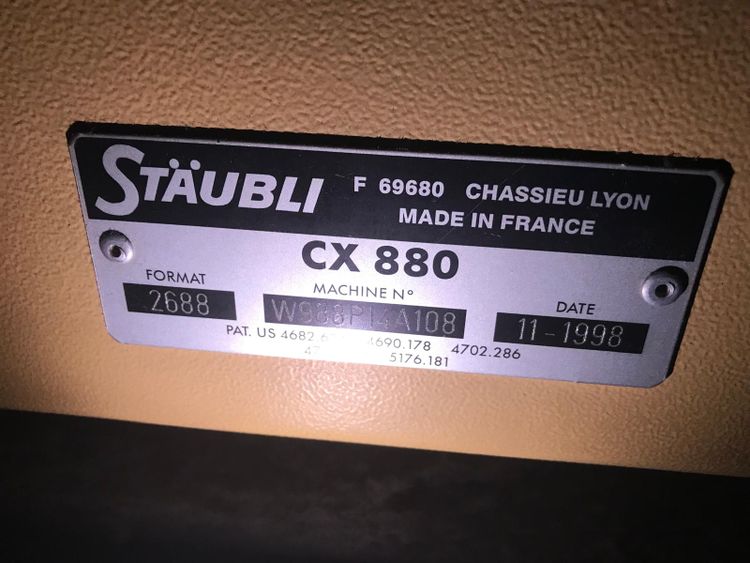 STÄUBLI
F 69680 CHASSIEU LYON
MADE IN FRANCE
CX 880
FORMAT
2688
MACHINE Nº
DATE
11-1998
PAT. US 4690.178 4702.286
5176.181